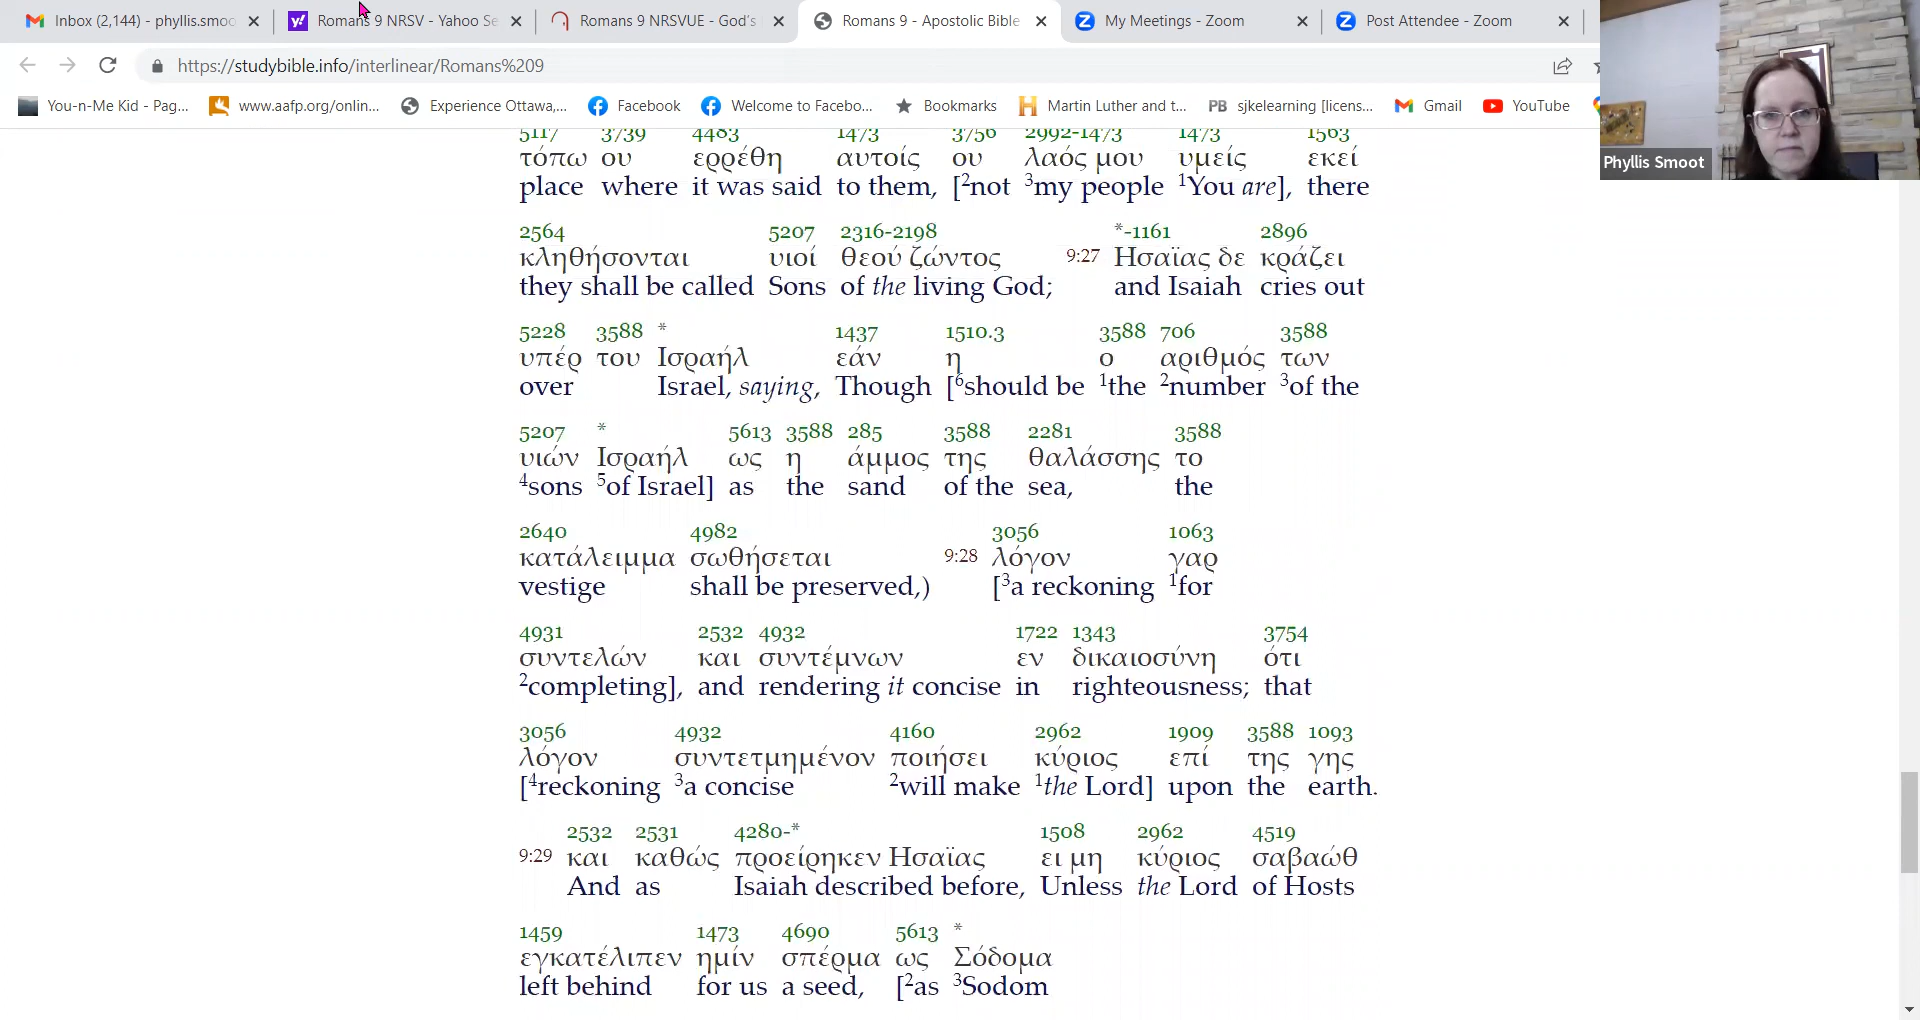 Inbox (2,144) - phyllis.smoo
Romans 9 NRSV - Yahoo Se
Romans 9 NRSVUE - God's
Romans 9 - Apostolic Bible
My Meetings - Zoom
Post Attendee - Zoom
https://studybible.info/interlinear/Romans%209
You-n-Me Kid - Pag...
www.aafp.org/onlin...
Experience Ottawa,...
Facebook
Welcome to Facebo...
Bookmarks
Martin Luther and t...
PB sjkelearning [licens...
Gmail
YouTube
Phyllis Smoot
5117 3739 4483 1473 3756 2992-1473 1473 1563
τόπω ου ερρέθη αυτοίς ου λαός μου υμείς εκεί
place where it was said to them, [²not ³my people ¹You are], there
2564 5207 2316-2198 *-1161 2896
κληθήσονται υιοί θεού ζώντος 9:27 Ησαϊας δε κράζει
they shall be called Sons of the living God; and Isaiah cries out
5228 3588 * 1437 1510.3 3588 706 3588
υπέρ του Ισραήλ εάν η ο αριθμός των
over Israel, saying, Though [⁶should be ¹the ²number ³of the
5207 * 5613 3588 285 3588 2281 3588
υιών Ισραήλ ως η άμμος της θαλάσσης το
⁴sons ⁵of Israel] as the sand of the sea, the
2640 4982 3056 1063
κατάλειμμα σωθήσεται 9:28 λόγον γαρ
vestige shall be preserved,) [³a reckoning ¹for
4931 2532 4932 1722 1343 3754
συντελών και συντέμνων εν δικαιοσύνη ότι
²completing], and rendering it concise in righteousness; that
3056 4932 4160 2962 1909 3588 1093
λόγον συντετμημένον ποιήσει κύριος επί της γης
[⁴reckoning ³a concise ²will make ¹the Lord] upon the earth.
2532 2531 4280-* 1508 2962 4519
9:29 και καθώς προείρηκεν Ησαϊας ει μη κύριος σαβαώθ
And as Isaiah described before, Unless the Lord of Hosts
1459 1473 4690 5613 *
εγκατέλιπεν ημίν σπέρμα ως Σόδομα
left behind for us a seed, [²as ³Sodom